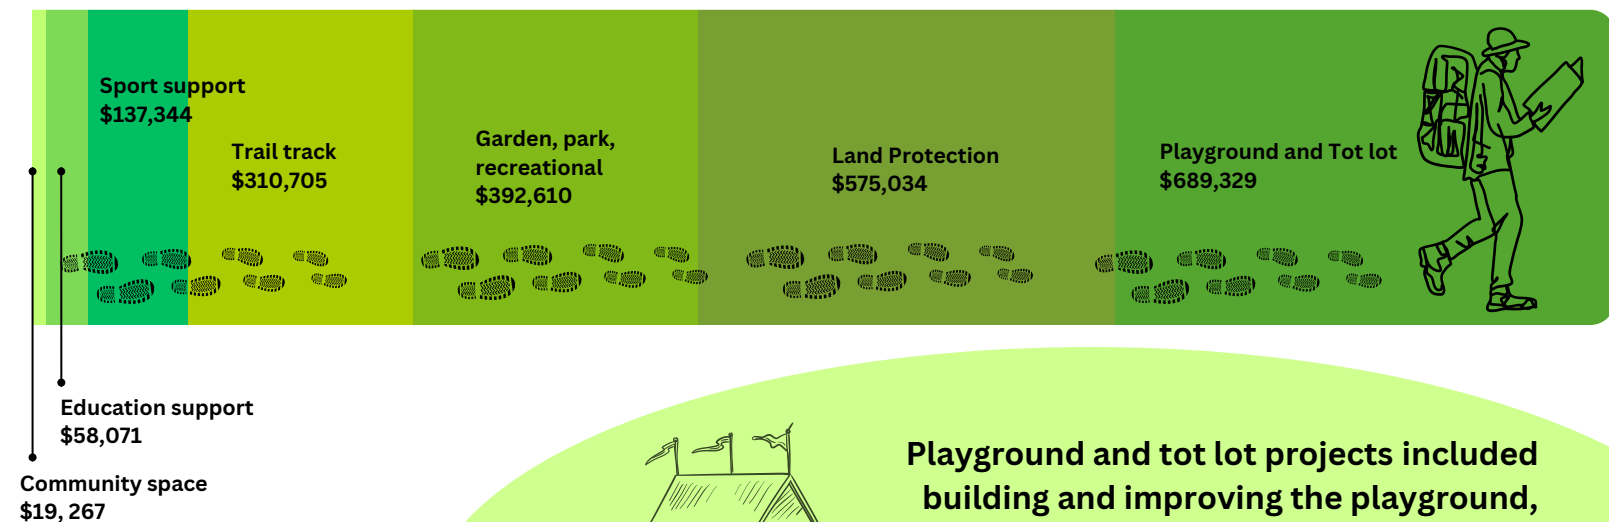 Sport support
$137,344
Trail track
$310,705
Garden, park,
recreational
$392,610
Land Protection
$575,034
Playground and Tot lot
$689,329
Education support
$58,071
Community space
$19, 267
Playground and tot lot projects included
building and improving the playground,